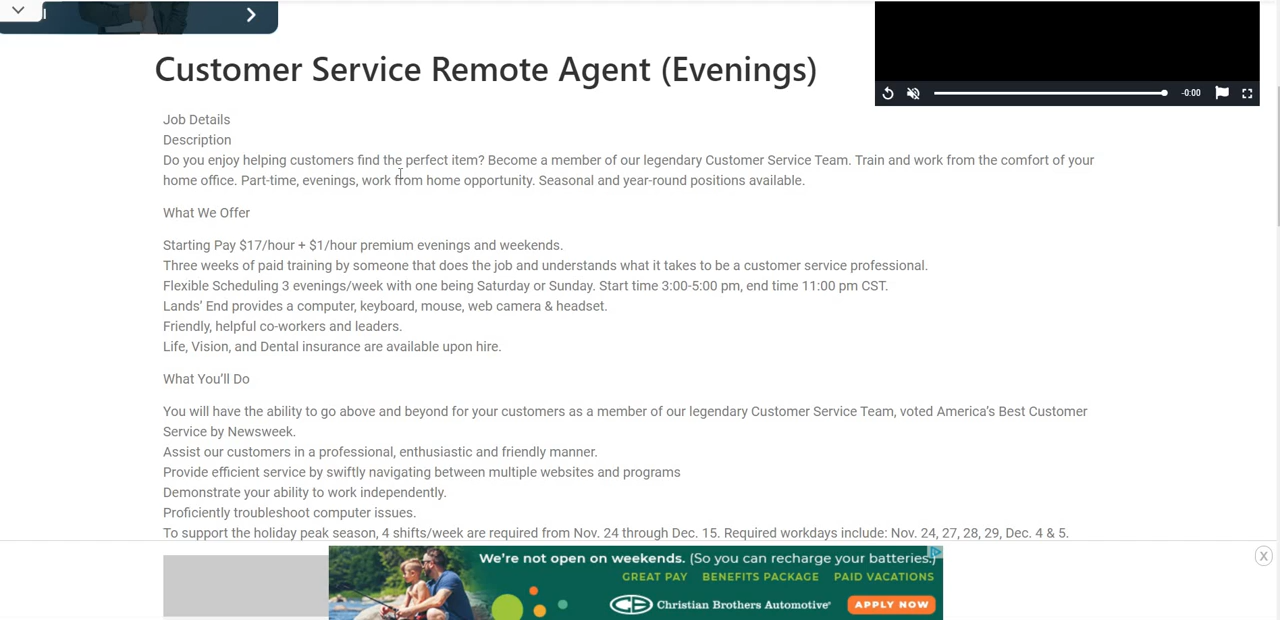 Customer Service Remote Agent (Evenings)
-0:00
Job Details
Description
Do you enjoy helping customers find the perfect item? Become a member of our legendary Customer Service Team. Train and work from the comfort of your
home office. Part-time, evenings, work from home opportunity. Seasonal and year-round positions available.
What We Offer
Starting Pay $17/hour + $1/hour premium evenings and weekends.
Three weeks of paid training by someone that does the job and understands what it takes to be a customer service professional.
Flexible Scheduling 3 evenings/week with one being Saturday or Sunday. Start time 3:00-5:00 pm, end time 11:00 pm CST.
Lands’ End provides a computer, keyboard, mouse, web camera & headset.
Friendly, helpful co-workers and leaders.
Life, Vision, and Dental insurance are available upon hire.
What You’ll Do
You will have the ability to go above and beyond for your customers as a member of our legendary Customer Service Team, voted America’s Best Customer
Service by Newsweek.
Assist our customers in a professional, enthusiastic and friendly manner.
Provide efficient service by swiftly navigating between multiple websites and programs
Demonstrate your ability to work independently.
Proficiently troubleshoot computer issues.
To support the holiday peak season, 4 shifts/week are required from Nov. 24 through Dec. 15. Required workdays include: Nov. 24, 27, 28, 29, Dec. 4 & 5.
We’re not open on weekends. (So you can recharge your batteries.)
GREAT PAY BENEFITS PACKAGE PAID VACATIONS
Christian Brothers Automotive® APPLY NOW